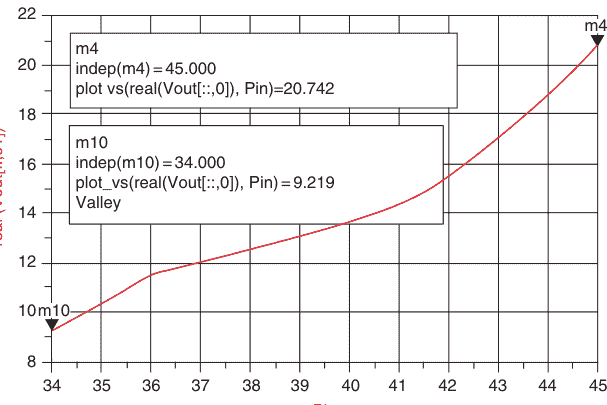 22
m4
m4
indep(m4)=45.000
plot vs(real(Vout[::,0]), Pin)=20.742
20
18
m10
indep(m10)=34.000
plot_vs(real(Vout[::,0]), Pin)=9.219
Valley
16
14
12
10
m10
8
34 35 36 37 38 39 40 41 42 43 44 45